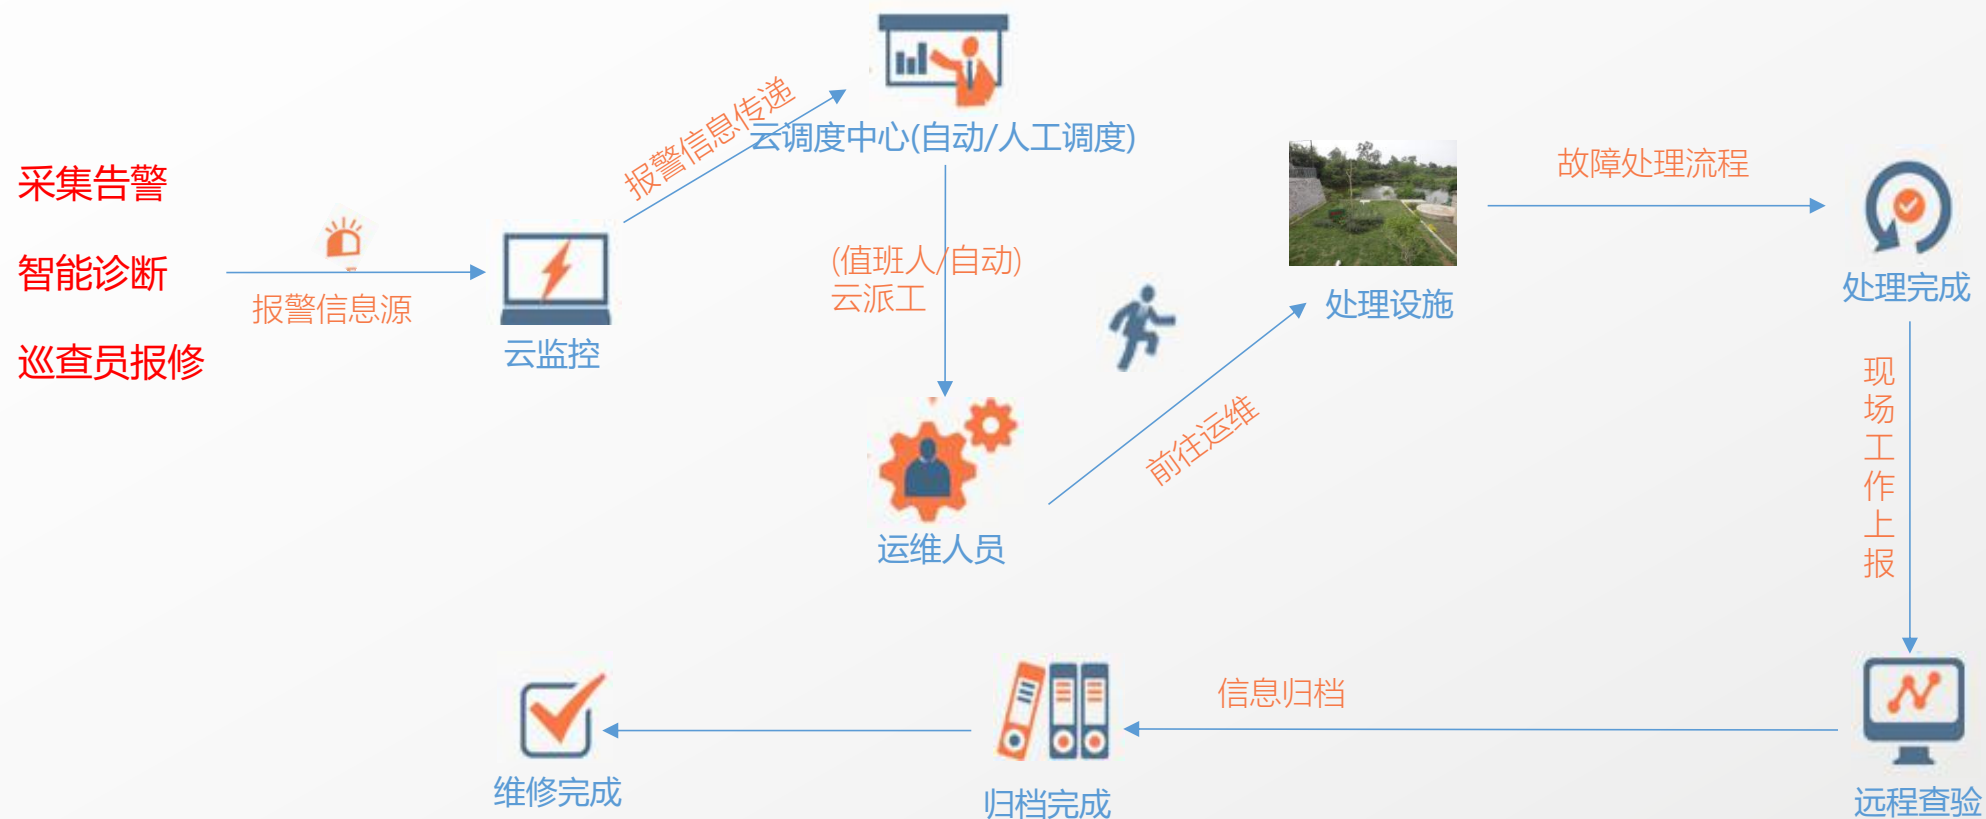 采集告警
智能诊断
巡查员报修
报警信息源
云监控
报警信息传递
云调度中心(自动/人工调度)
(值班人/自动)
云派工
运维人员
前往运维
处理设施
故障处理流程
处理完成
现场工作上报
远程查验
信息归档
归档完成
维修完成